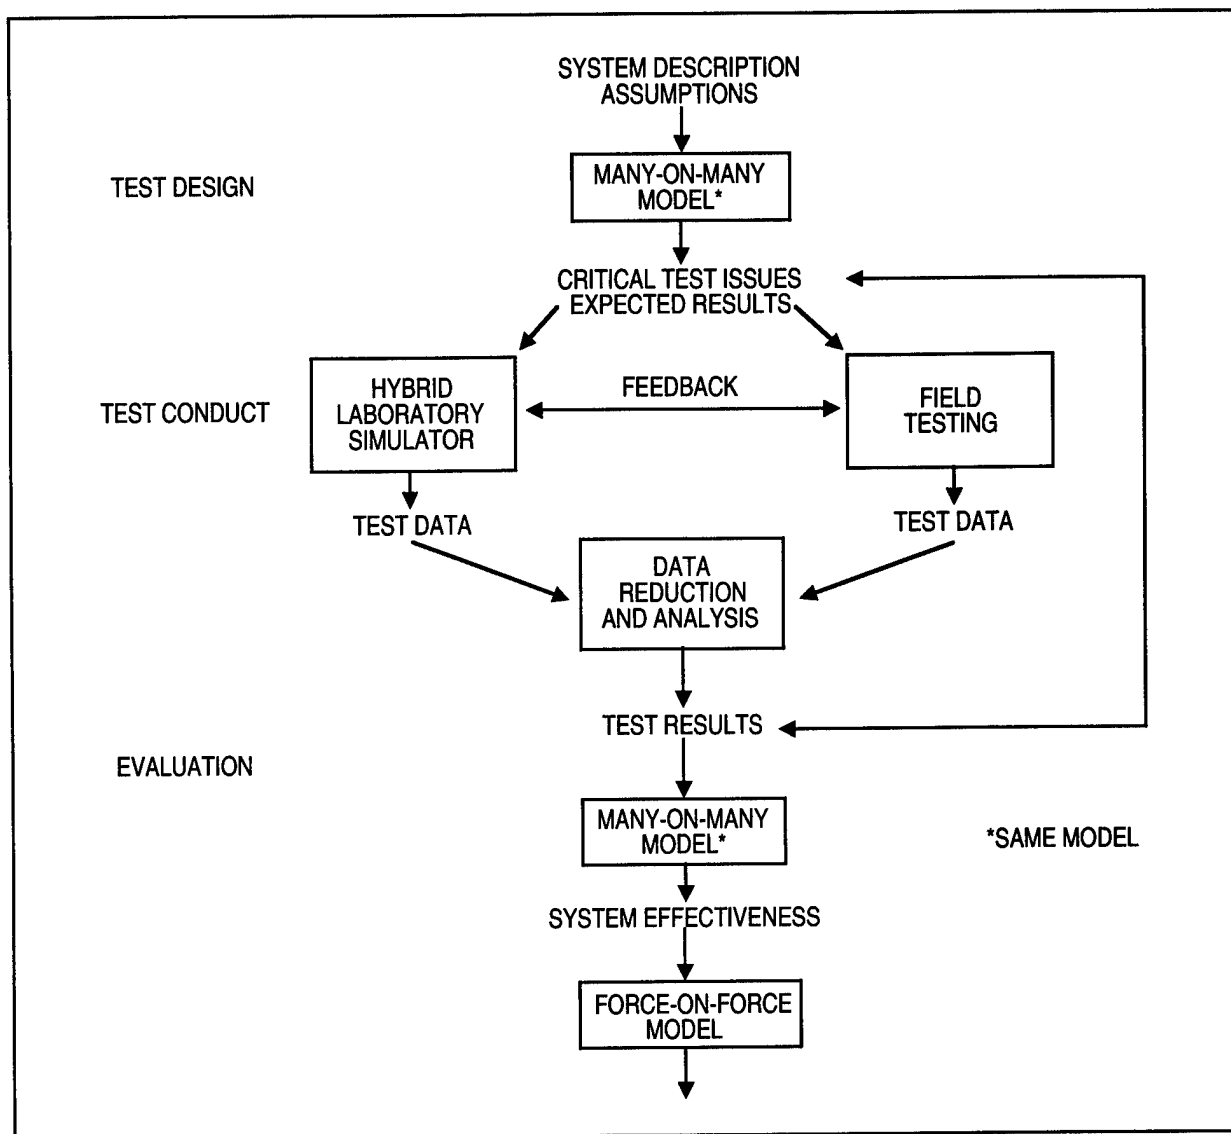 SYSTEM DESCRIPTION
ASSUMPTIONS
TEST DESIGN
MANY-ON-MANY
MODEL*
CRITICAL TEST ISSUES
EXPECTED RESULTS
TEST CONDUCT
HYBRID
LABORATORY
SIMULATOR
FEEDBACK
FIELD
TESTING
TEST DATA
TEST DATA
DATA
REDUCTION
AND ANALYSIS
TEST RESULTS
EVALUATION
MANY-ON-MANY
MODEL*
*SAME MODEL
SYSTEM EFFECTIVENESS
FORCE-ON-FORCE
MODEL